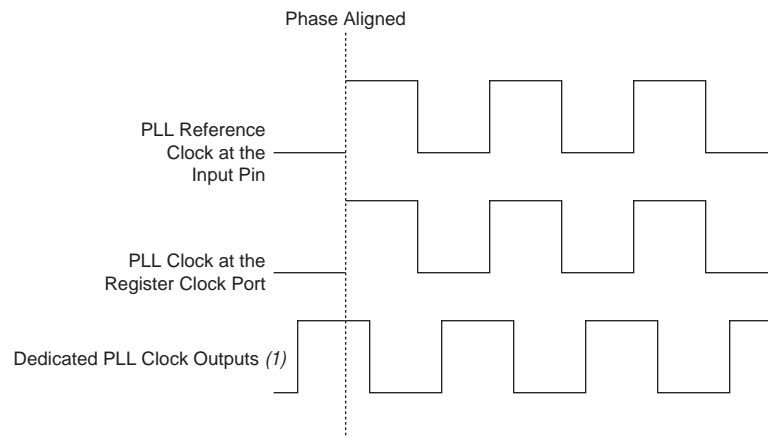 Phase Aligned
PLL Reference
Clock at the
Input Pin
PLL Clock at the
Register Clock Port
Dedicated PLL Clock Outputs (1)